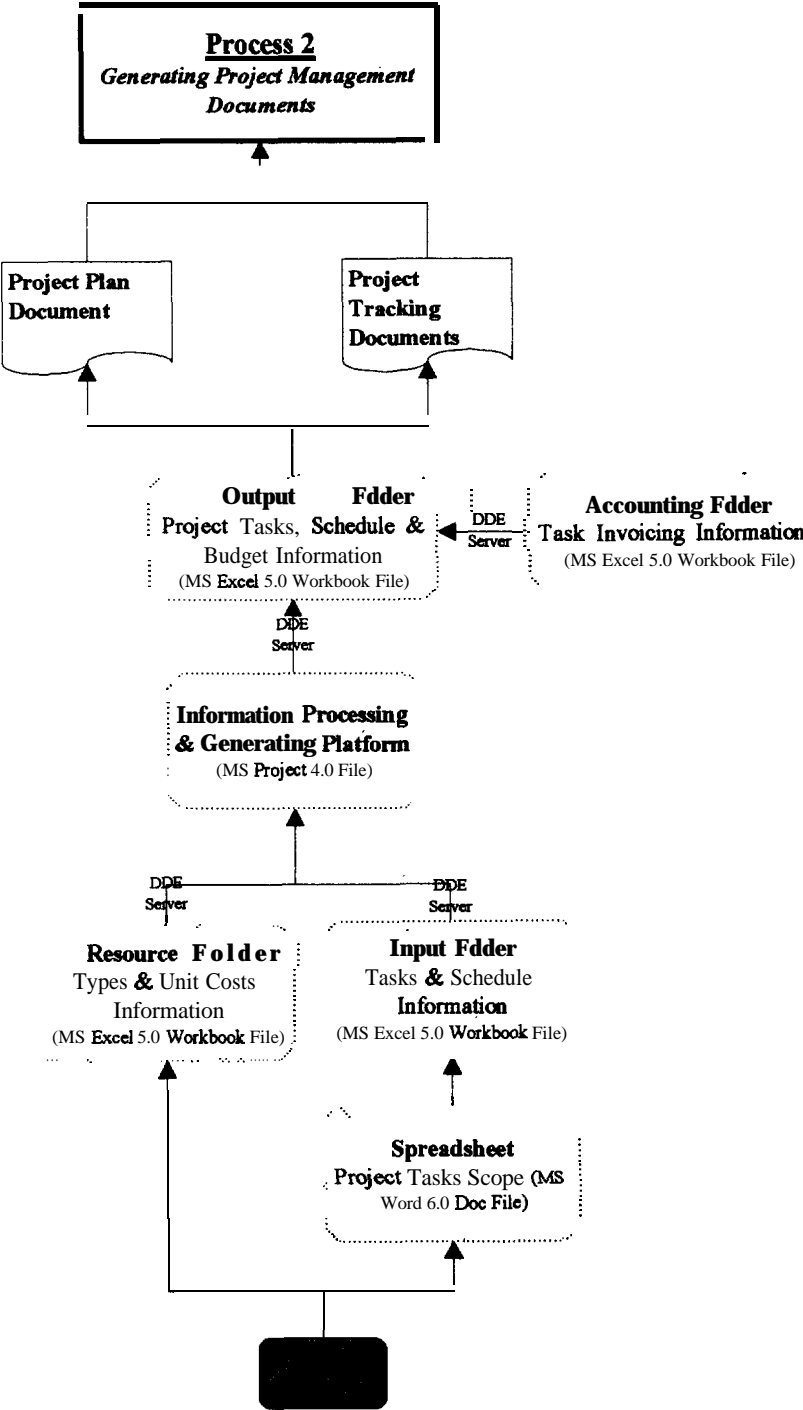 Process 2
Generating Project Management
Documents
Project Plan
Document
Project
Tracking
Documents
Output Fdder
Project Tasks, Schedule &
Budget Information
(MS Excel 5.0 Workbook File)
DDE
Server
Accounting Fdder
Task Invoicing Information
(MS Excel 5.0 Workbook File)
DDE
Server
Information Processing
& Generating Platform
(MS Project 4.0 File)
DDE
Server
DDE
Server
Resource Folder
Types & Unit Costs
Information
(MS Excel 5.0 Workbook File)
Input Fdder
Tasks & Schedule
Information
(MS Excel 5.0 Workbook File)
Spreadsheet
Project Tasks Scope (MS
Word 6.0 Doc File)